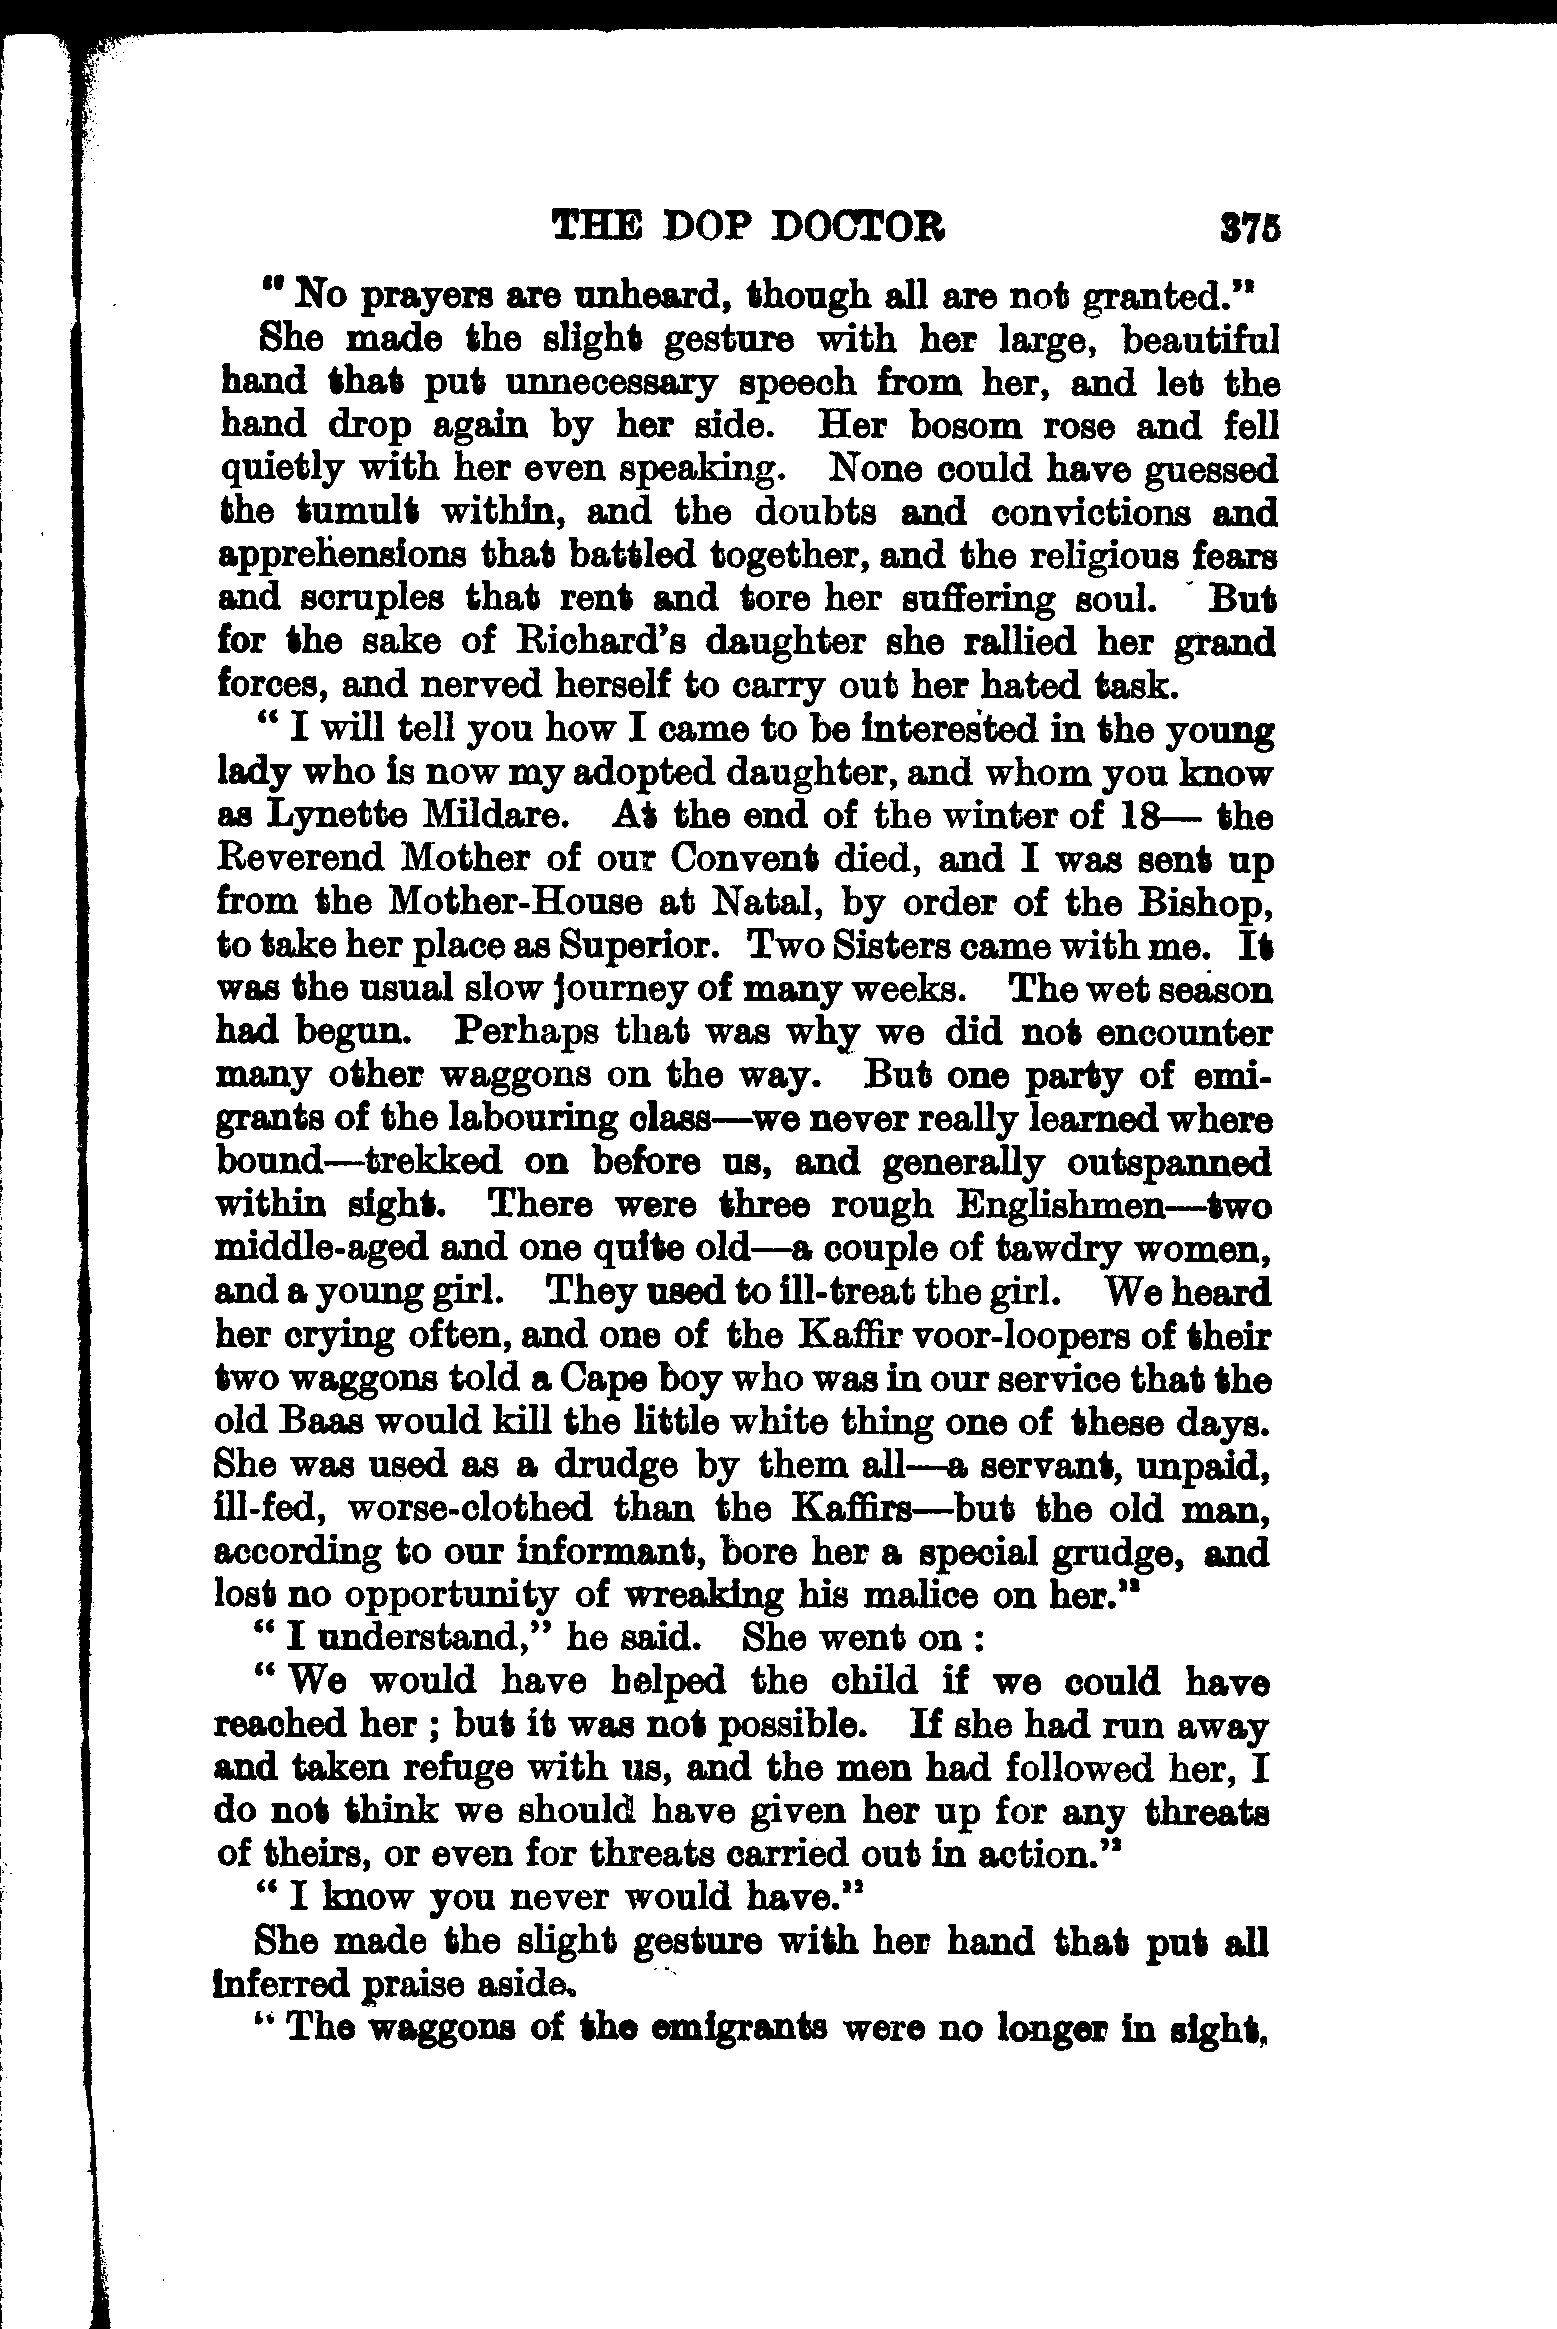 THE DOP DOCTOR 375
" No prayers are unheard, though all are not granted."
She made the slight gesture with her large, beautiful
hand that put unnecessary speech from her, and let the
hand drop again by her side. Her bosom rose and fell
quietly with her even speaking. None could have guessed
the tumult within, and the doubts and convictions and
apprehensions that battled together, and the religious fears
and scruples that rent and tore her suffering soul. But
for the sake of Richard's daughter she rallied her grand
forces, and nerved herself to carry out her hated task.
" I will tell you how I came to be interested in the young
lady who is now my adopted daughter, and whom you know
as Lynette Mildare. At the end of the winter of 18— the
Reverend Mother of our Convent died, and I was sent up
from the Mother-House at Natal, by order of the Bishop,
to take her place as Superior. Two Sisters came with me. It
was the usual slow journey of many weeks. The wet season
had begun. Perhaps that was why we did not encounter
many other waggons on the way. But one party of emi-
grants of the labouring class—we never really learned where
bound—trekked on before us, and generally outspanned
within sight. There were three rough Englishmen—two
middle-aged and one quite old—a couple of tawdry women,
and a young girl. They used to ill-treat the girl. We heard
her crying often, and one of the Kaffir voor-loopers of their
two waggons told a Cape boy who was in our service that the
old Baas would kill the little white thing one of these days.
She was used as a drudge by them all—a servant, unpaid,
ill-fed, worse-clothed than the Kaffirs—but the old man,
according to our informant, bore her a special grudge, and
lost no opportunity of wreaking his malice on her."
" I understand," he said. She went on :
" We would have helped the child if we could have
reached her ; but it was not possible. If she had run away
and taken refuge with us, and the men had followed her, I
do not think we should have given her up for any threats
of theirs, or even for threats carried out in action."
" I know you never would have."
She made the slight gesture with her hand that put all
inferred praise aside.
" The waggons of the emigrants were no longer in sight,